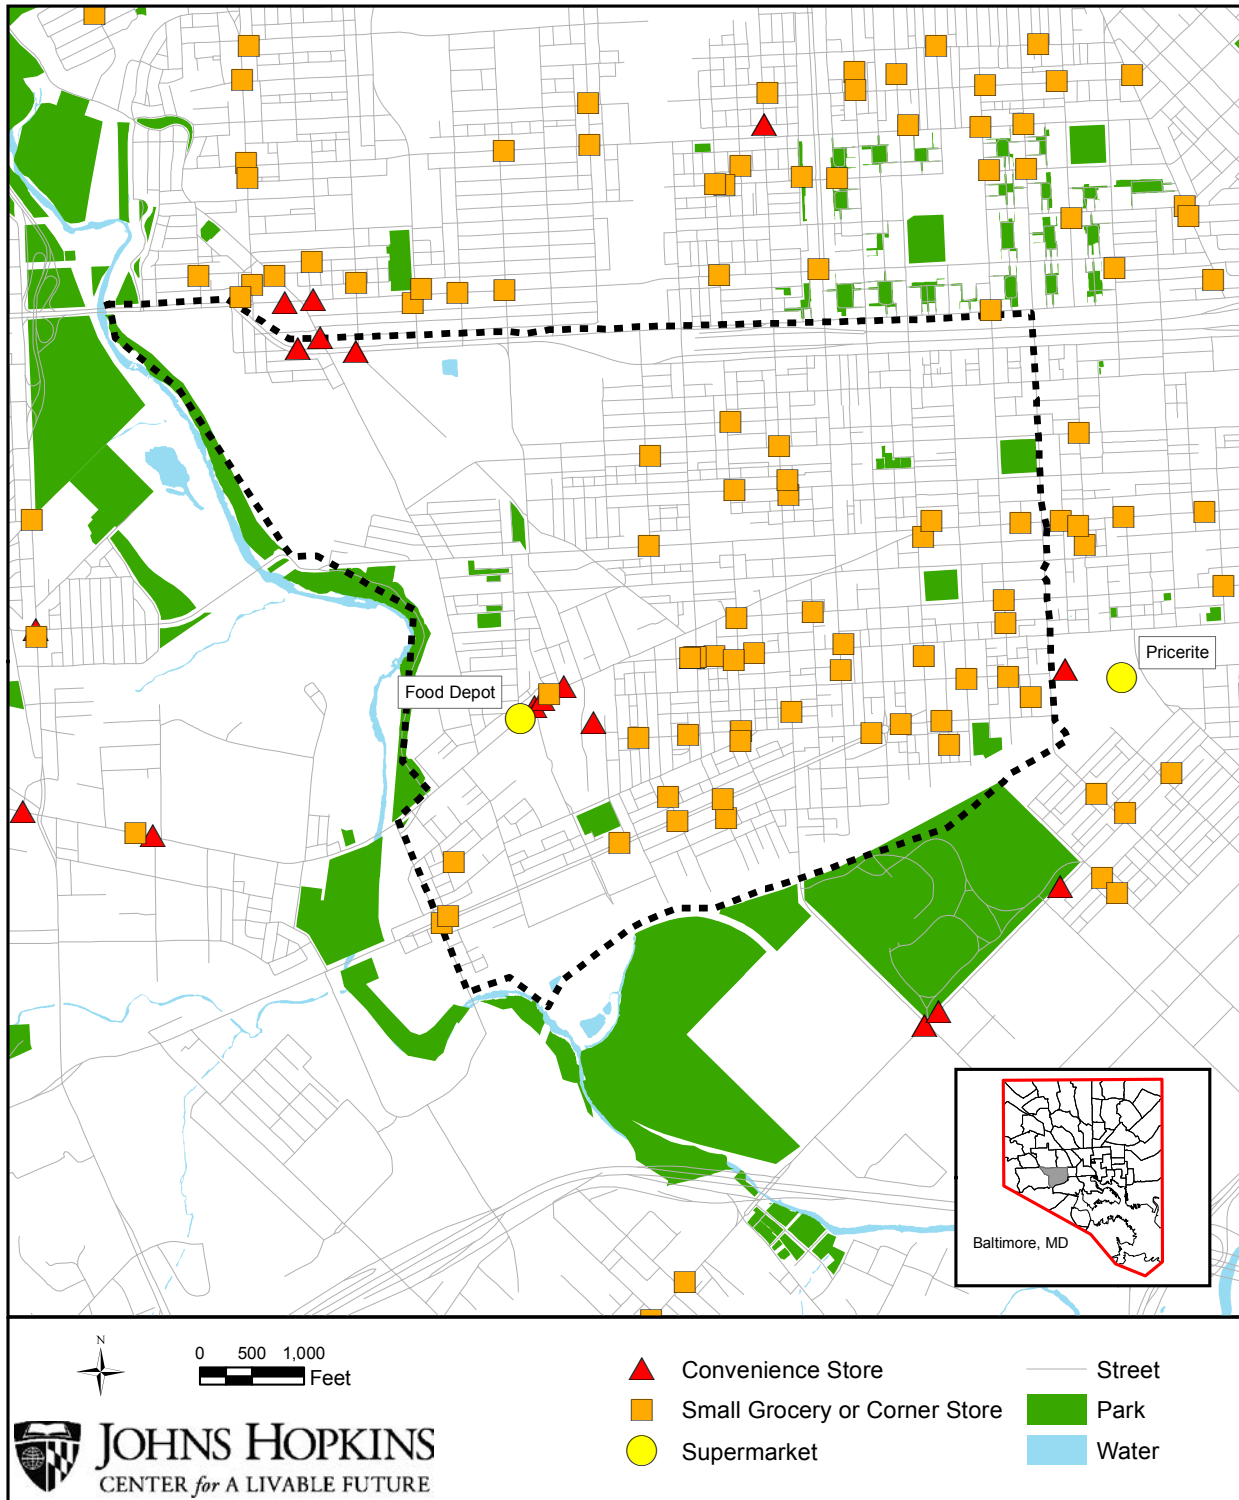 Pricerite
Food Depot
Baltimore, MD
N
0 500 1,000
Feet
Convenience Store
Small Grocery or Corner Store
Supermarket
Street
Park
Water
JOHNS HOPKINS
CENTER for A LIVABLE FUTURE